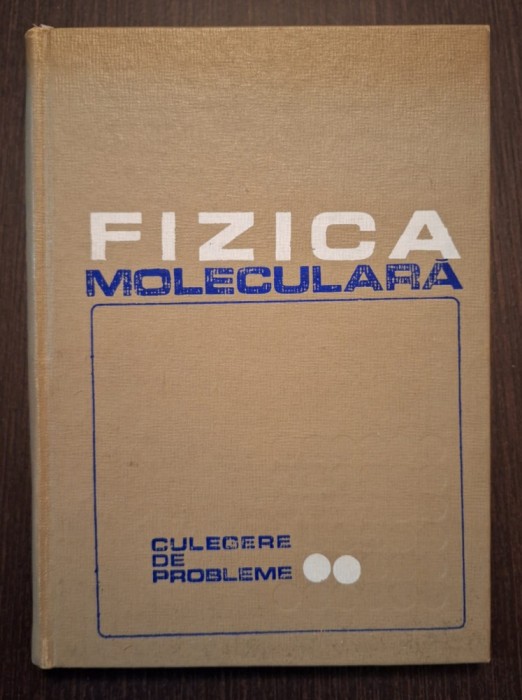 FIZICA
MOLECULARĂ
CULEGERE
DE
PROBLEME